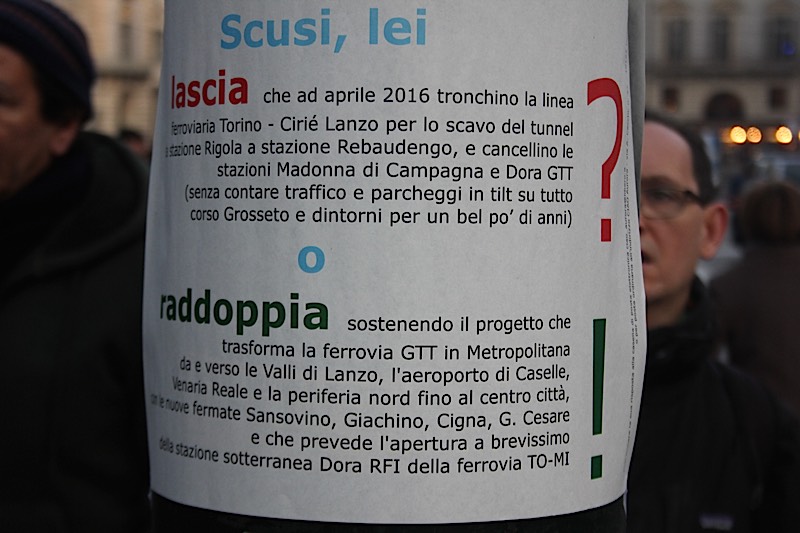 Scusi, lei
lascia che ad aprile 2016 tronchino la linea
ferroviaria Torino - Cirié Lanzo per lo scavo del tunnel
stazione Rigola a stazione Rebaudengo, e cancellino le
stazioni Madonna di Campagna e Dora GTT
(senza contare traffico e parcheggi in tilt su tutto
corso Grosseto e dintorni per un bel po' di anni)
?
o
raddoppia sostenendo il progetto che
trasforma la ferrovia GTT in Metropolitana
da e verso le Valli di Lanzo, l'aeroporto di Caselle,
Venaria Reale e la periferia nord fino al centro città,
le nuove fermate Sansovino, Giachino, Cigna, G. Cesare
e che prevede l'apertura a brevissimo
della stazione sotterranea Dora RFI della ferrovia TO-MI
!